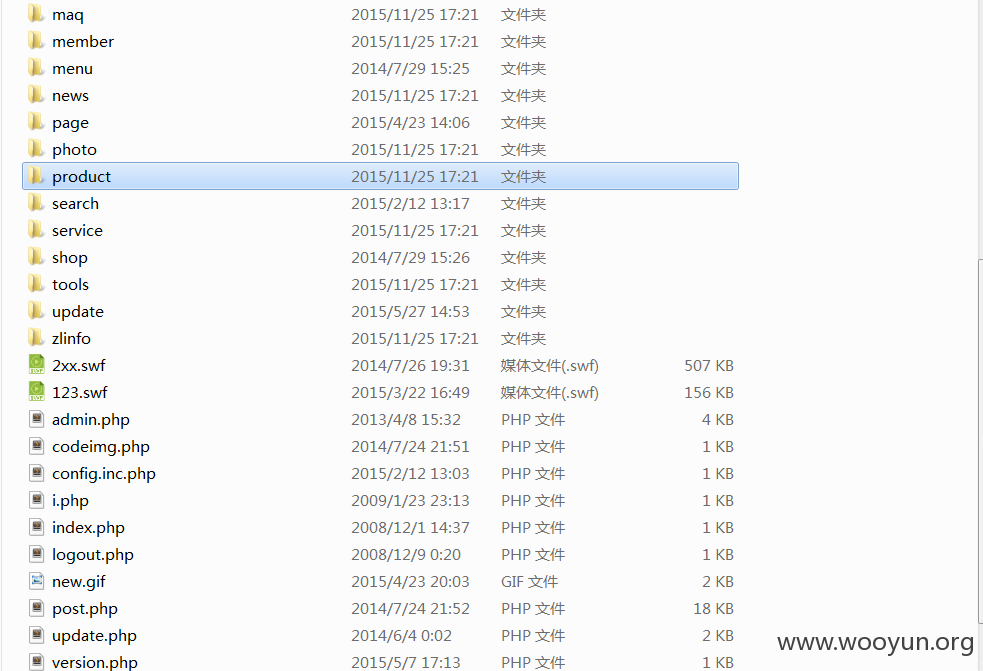 maq 2015/11/25 17:21 文件夹
member 2015/11/25 17:21 文件夹
menu 2014/7/29 15:25 文件夹
news 2015/11/25 17:21 文件夹
page 2015/4/23 14:06 文件夹
photo 2015/11/25 17:21 文件夹
product 2015/11/25 17:21 文件夹
search 2015/2/12 13:17 文件夹
service 2015/11/25 17:21 文件夹
shop 2014/7/29 15:26 文件夹
tools 2015/11/25 17:21 文件夹
update 2015/5/27 14:53 文件夹
zlinfo 2015/11/25 17:21 文件夹
2xx.swf 2014/7/26 19:31 媒体文件(.swf) 507 KB
123.swf 2015/3/22 16:49 媒体文件(.swf) 156 KB
admin.php 2013/4/8 15:32 PHP 文件 4 KB
codeimg.php 2014/7/24 21:51 PHP 文件 1 KB
config.inc.php 2015/2/12 13:03 PHP 文件 1 KB
i.php 2009/1/23 23:13 PHP 文件 1 KB
index.php 2008/12/1 14:37 PHP 文件 1 KB
logout.php 2008/12/9 0:20 PHP 文件 1 KB
new.gif 2015/4/23 20:03 GIF 文件 2 KB
post.php 2014/7/24 21:52 PHP 文件 18 KB
update.php 2014/6/4 0:02 PHP 文件 2 KB
version.php 2015/5/7 17:13 PHP 文件 1 KB
www.wooyun.org